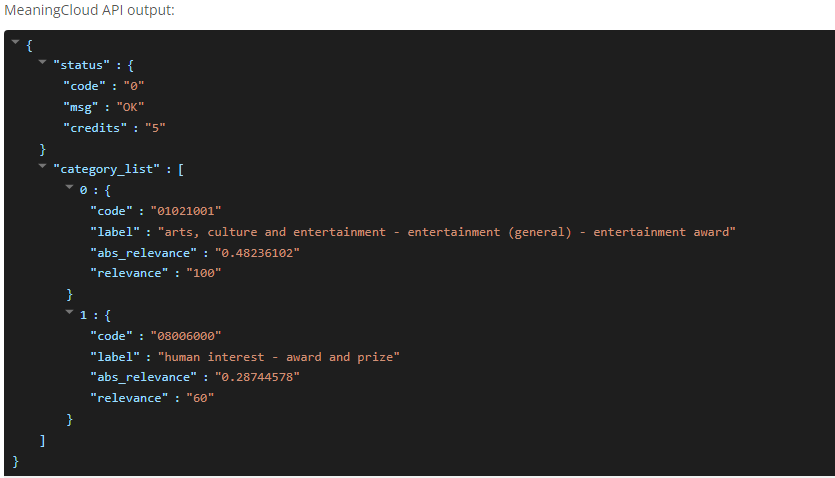 MeaningCloud API output:
{
"status" : {
"code" : "0"
"msg" : "OK"
"credits" : "5"
}
"category_list" : [
0 : {
"code" : "01021001"
"label" : "arts, culture and entertainment - entertainment (general) - entertainment award"
"abs_relevance" : "0.48236102"
"relevance" : "100"
}
1 : {
"code" : "08006000"
"label" : "human interest - award and prize"
"abs_relevance" : "0.28744578"
"relevance" : "60"
}
]
}